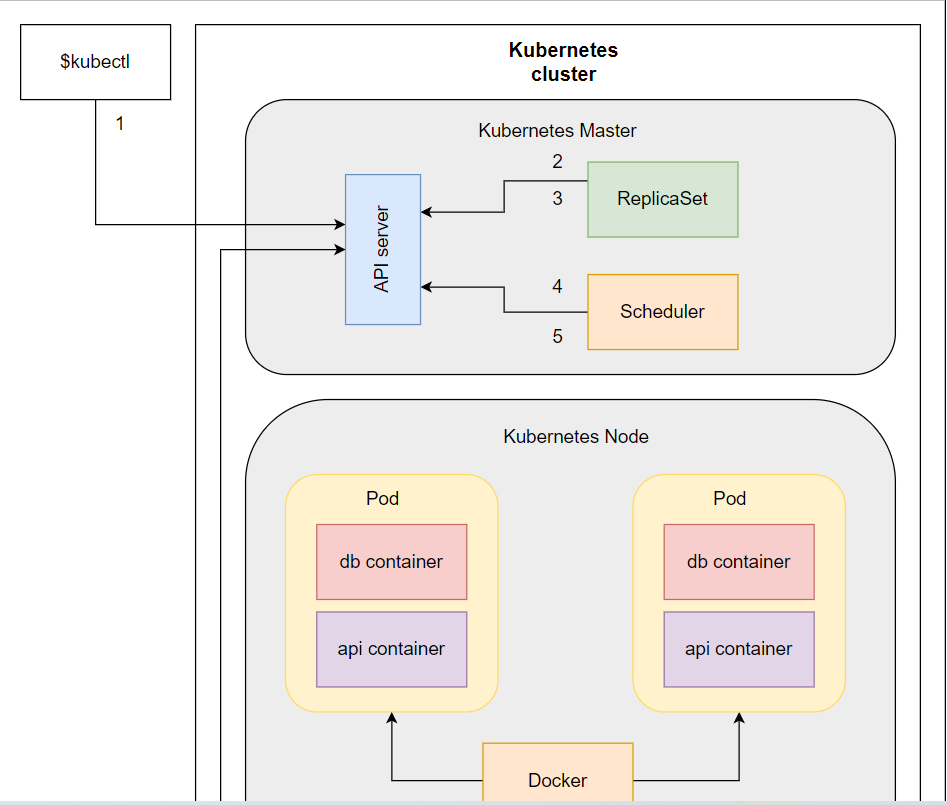 $kubectl
1
Kubernetes
cluster
Kubernetes Master
API server
2
3
ReplicaSet
4
5
Scheduler
Kubernetes Node
Pod
db container
api container
Pod
db container
api container
Docker